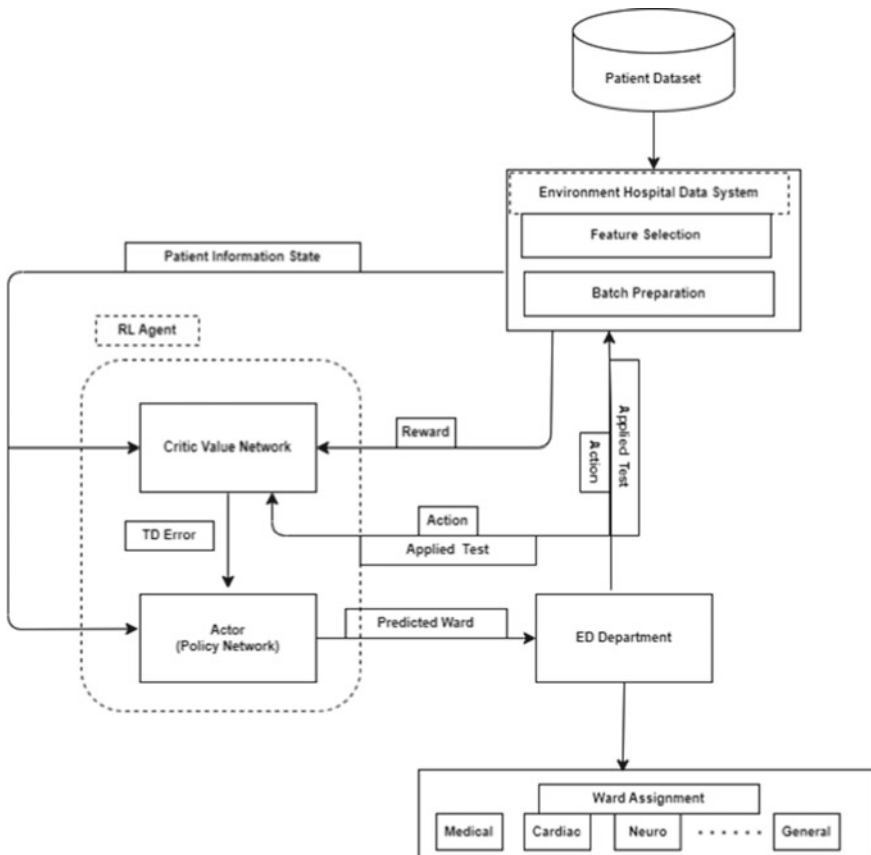 Patient Dataset
Environment Hospital Data System
Feature Selection
Patient Information State
Batch Preparation
RL Agent
Critic Value Network
Reward
Action
Applied Test
TD Error
Action
Applied Test
Actor
(Policy Network)
Predicted Ward
ED Department
Ward Assignment
Medical
Cardiac
Neuro
General